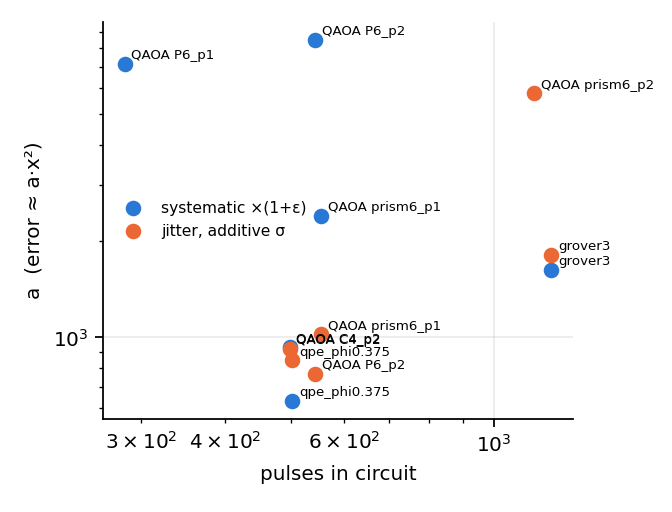 QAOA P6_p2
QAOA P6_p1
QAOA prism6_p2
systematic ×(1+ε)
QAOA prism6_p1
jitter, additive σ
grover3
grover3
QAOA prism6_p1
QAOA C4_p2
qpe_phi0.375
QAOA P6_p2
qpe_phi0.375
a (error ≈ a·x²)
10³
3 × 10² 4 × 10² 6 × 10² 10³
pulses in circuit